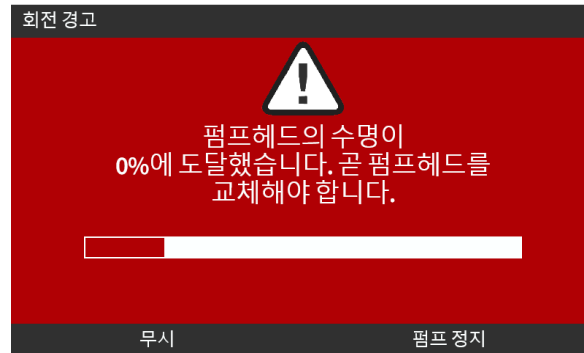 회전 경고
펌프헤드의 수명이
0%에 도달했습니다. 곧 펌프헤드를
교체해야 합니다.
무시
펌프 정지